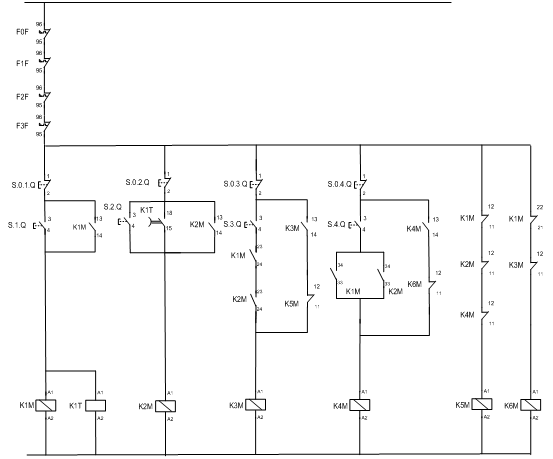 96
F0F
95
96
F1F
95
96
F2F
95
96
F3F
95
1 1 1 1
S.0.1.Q S.0.2.Q S.0.3.Q S.0.4.Q
2 2 2 2
3 S.2.Q 3 K1T 18 13 3 13 3 13 12 22
S.1.Q K1M 4 15 K2M S.3.Q K3M S.4.Q K4M K1M K1M
4 13 14 14 4 14 4 14 11 21
23 34 34 12 12 12
K1M K2M K3M
24 33 33 11 11 11
K1M K2M K6M
23 12 12
K2M K5M K4M
24 11 11
A1 A1 A1 A1 A1 A1 A1
K1M K1T K2M K3M K4M K5M K6M
A2 A2 A2 A2 A2 A2 A2